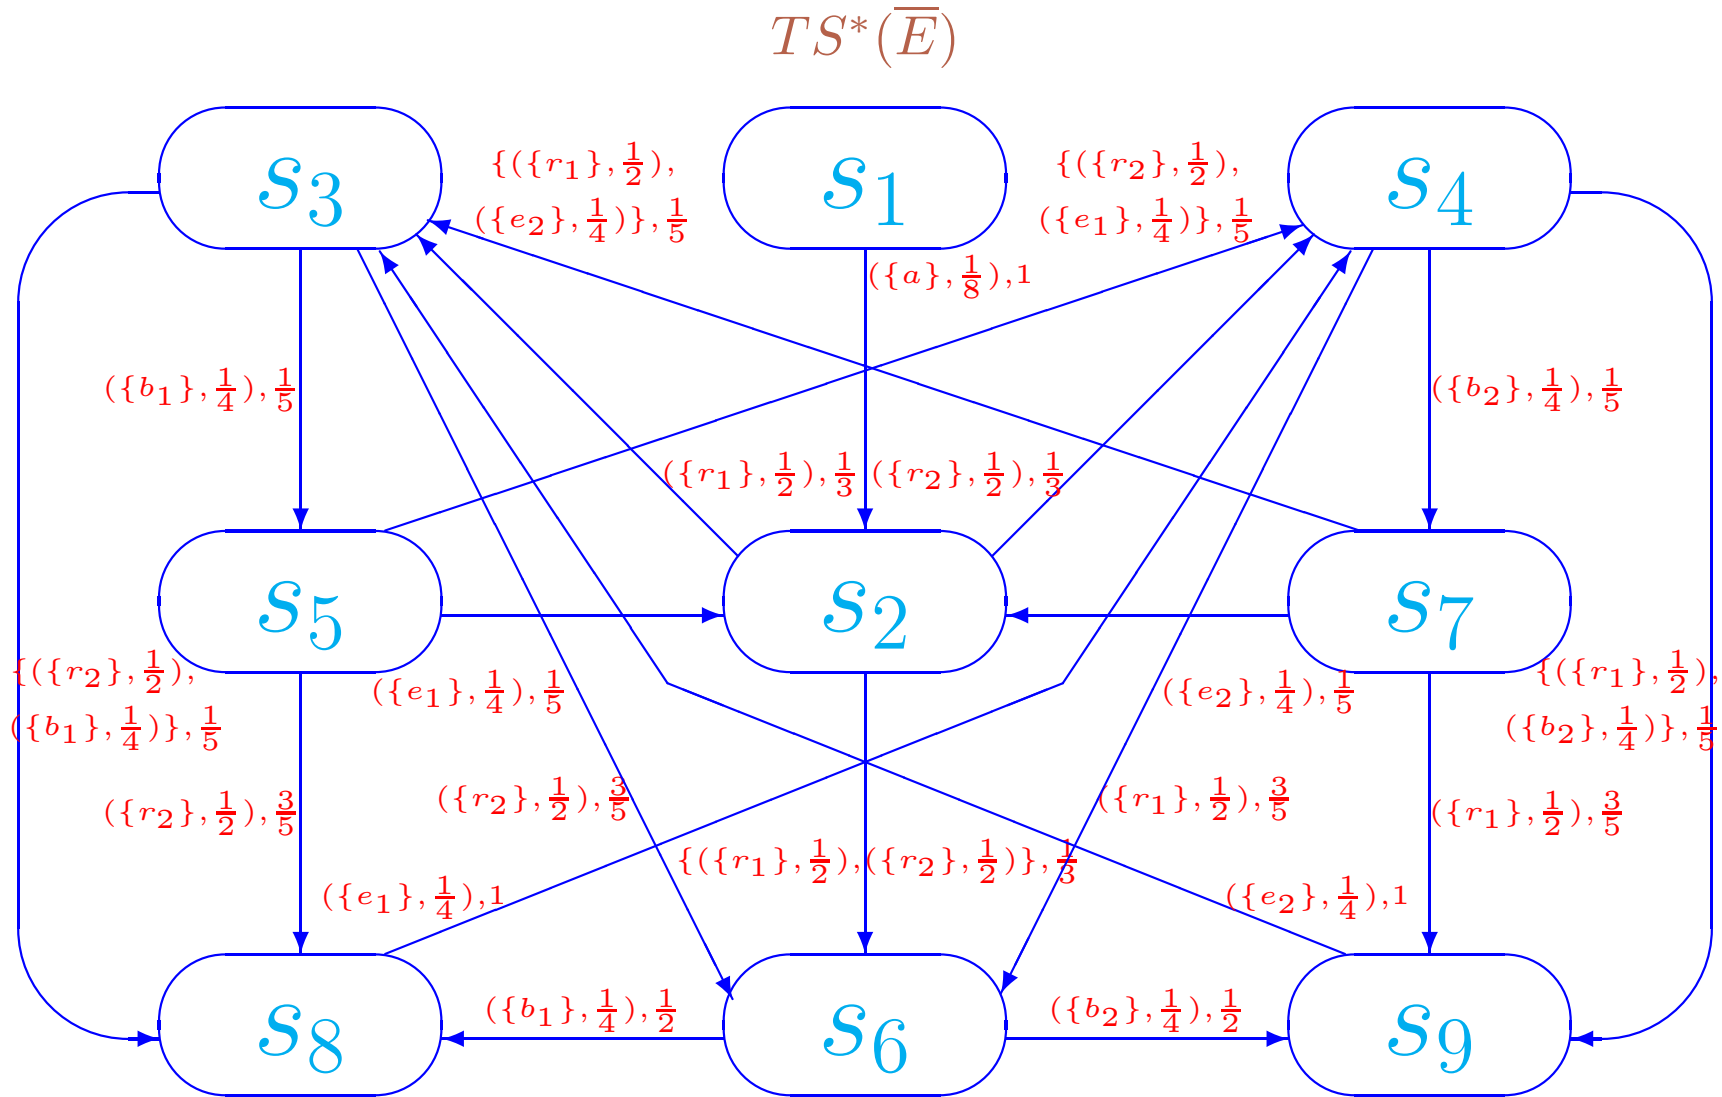 TS*(E̅)
s₃
s₁
s₄
{({r₁},½),
({e₂},¼)},⅕
{({r₂},½),
({e₁},¼)},⅕
({a},⅛),1
({b₁},¼),⅕
({b₂},¼),⅕
({r₁},½),⅓
({r₂},½),⅓
s₅
s₂
s₇
{({r₂},½),
({b₁},¼)},⅕
({e₁},¼),⅕
({e₂},¼),⅕
{({r₁},½),
({b₂},¼)},⅕
({r₂},½),⅗
({r₂},½),⅗
({r₁},½),⅗
({r₁},½),⅗
{({r₁},½),({r₂},½)},⅓
({e₁},¼),1
({e₂},¼),1
s₈
({b₁},¼),½
s₆
({b₂},¼),½
s₉